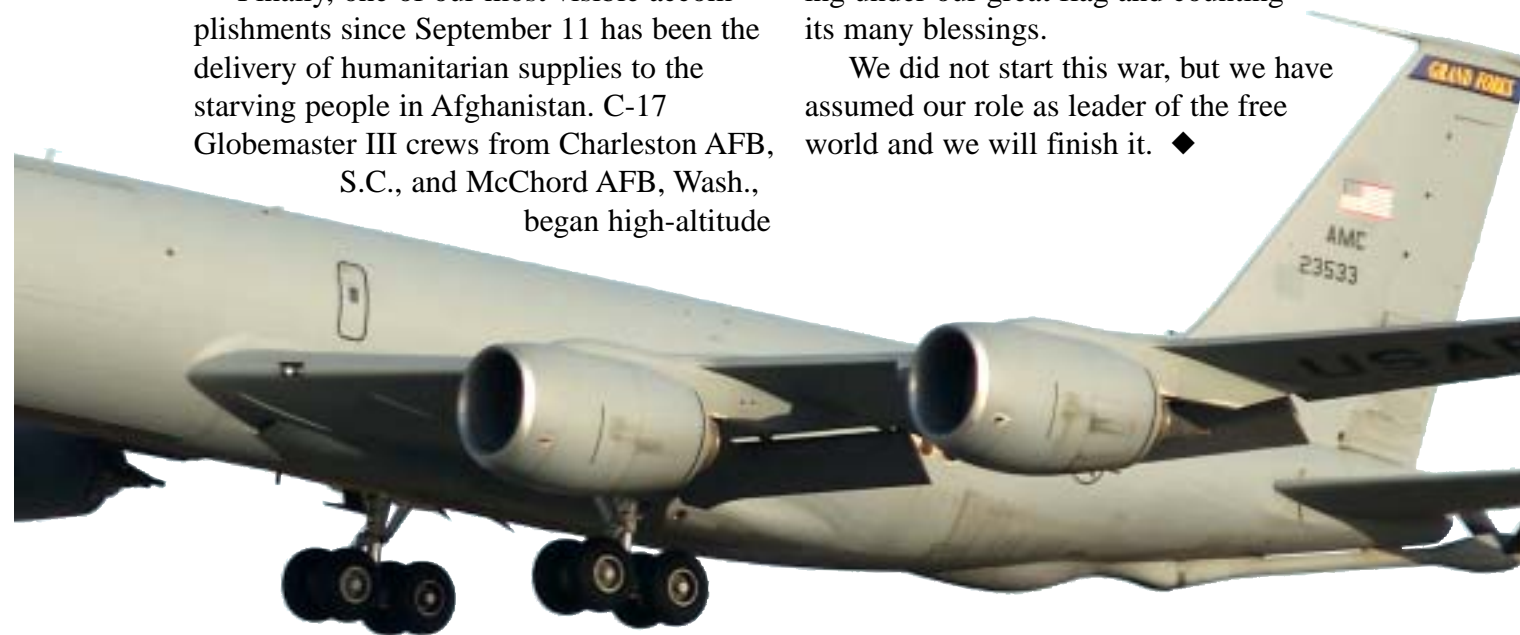 plishments since September 11 has been the
delivery of humanitarian supplies to the
starving people in Afghanistan. C-17
Globemaster III crews from Charleston AFB,
S.C., and McChord AFB, Wash.,
began high-altitude
its many blessings.
We did not start this war, but we have
assumed our role as leader of the free
world and we will finish it. ◆
GRAND FORKS
AMC
23533
USAF